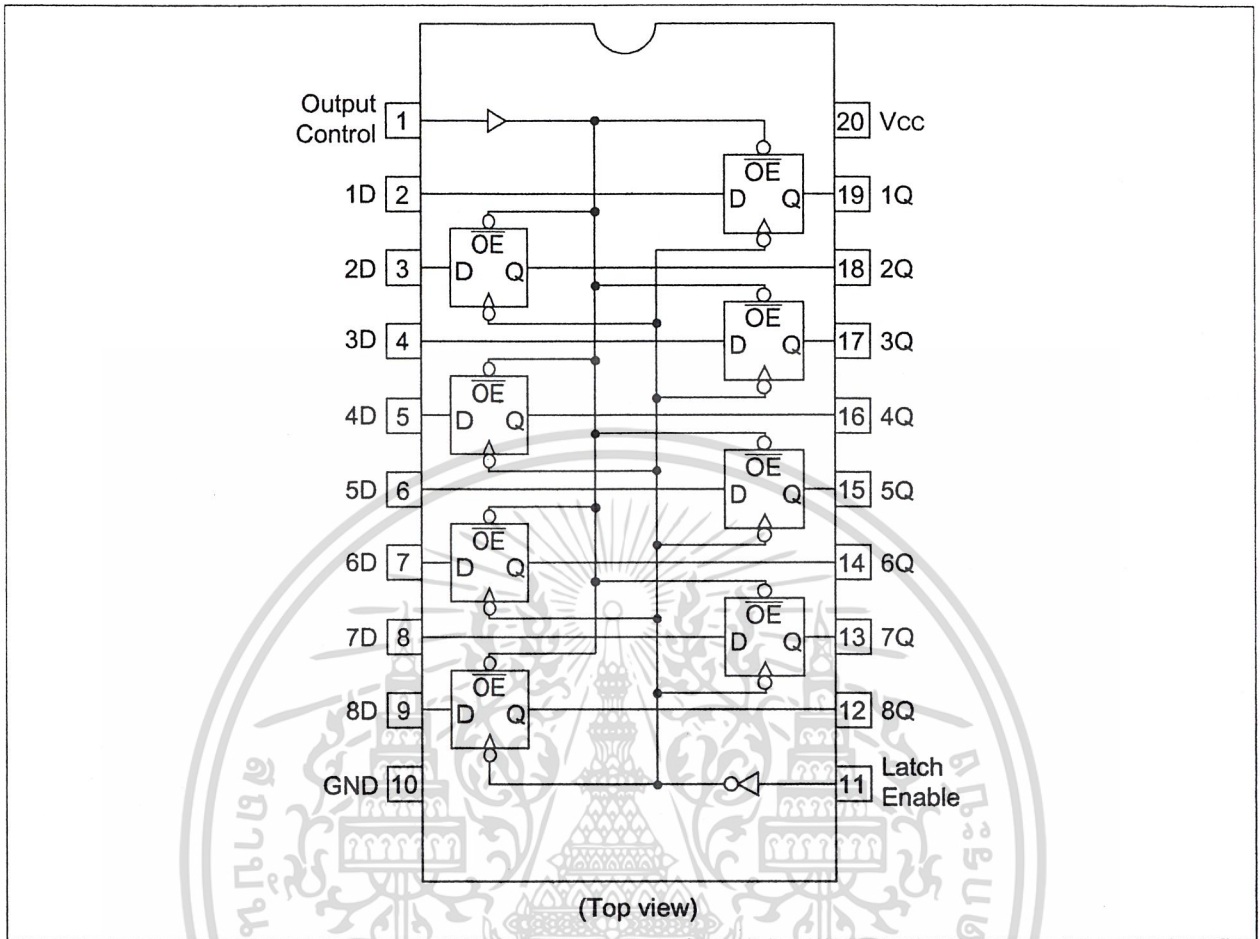 Output
Control
1
20 Vcc
OE
1D 2
D Q
19 1Q
OE
2D 3
D Q
18 2Q
OE
3D 4
D Q
17 3Q
OE
4D 5
D Q
16 4Q
OE
5D 6
D Q
15 5Q
OE
6D 7
D Q
14 6Q
OE
7D 8
D Q
13 7Q
OE
8D 9
D Q
12 8Q
GND 10
11
Latch
Enable
(Top view)